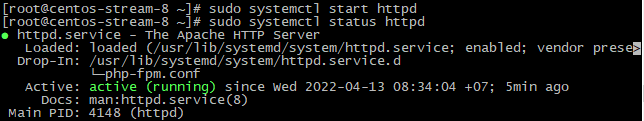 [root@centos-stream-8 ~]# sudo systemctl start httpd
[root@centos-stream-8 ~]# sudo systemctl status httpd
● httpd.service - The Apache HTTP Server
Loaded: loaded (/usr/lib/systemd/system/httpd.service; enabled; vendor prese>
Drop-In: /usr/lib/systemd/system/httpd.service.d
└─php-fpm.conf
Active: active (running) since Wed 2022-04-13 08:34:04 +07; 5min ago
Docs: man:httpd.service(8)
Main PID: 4148 (httpd)